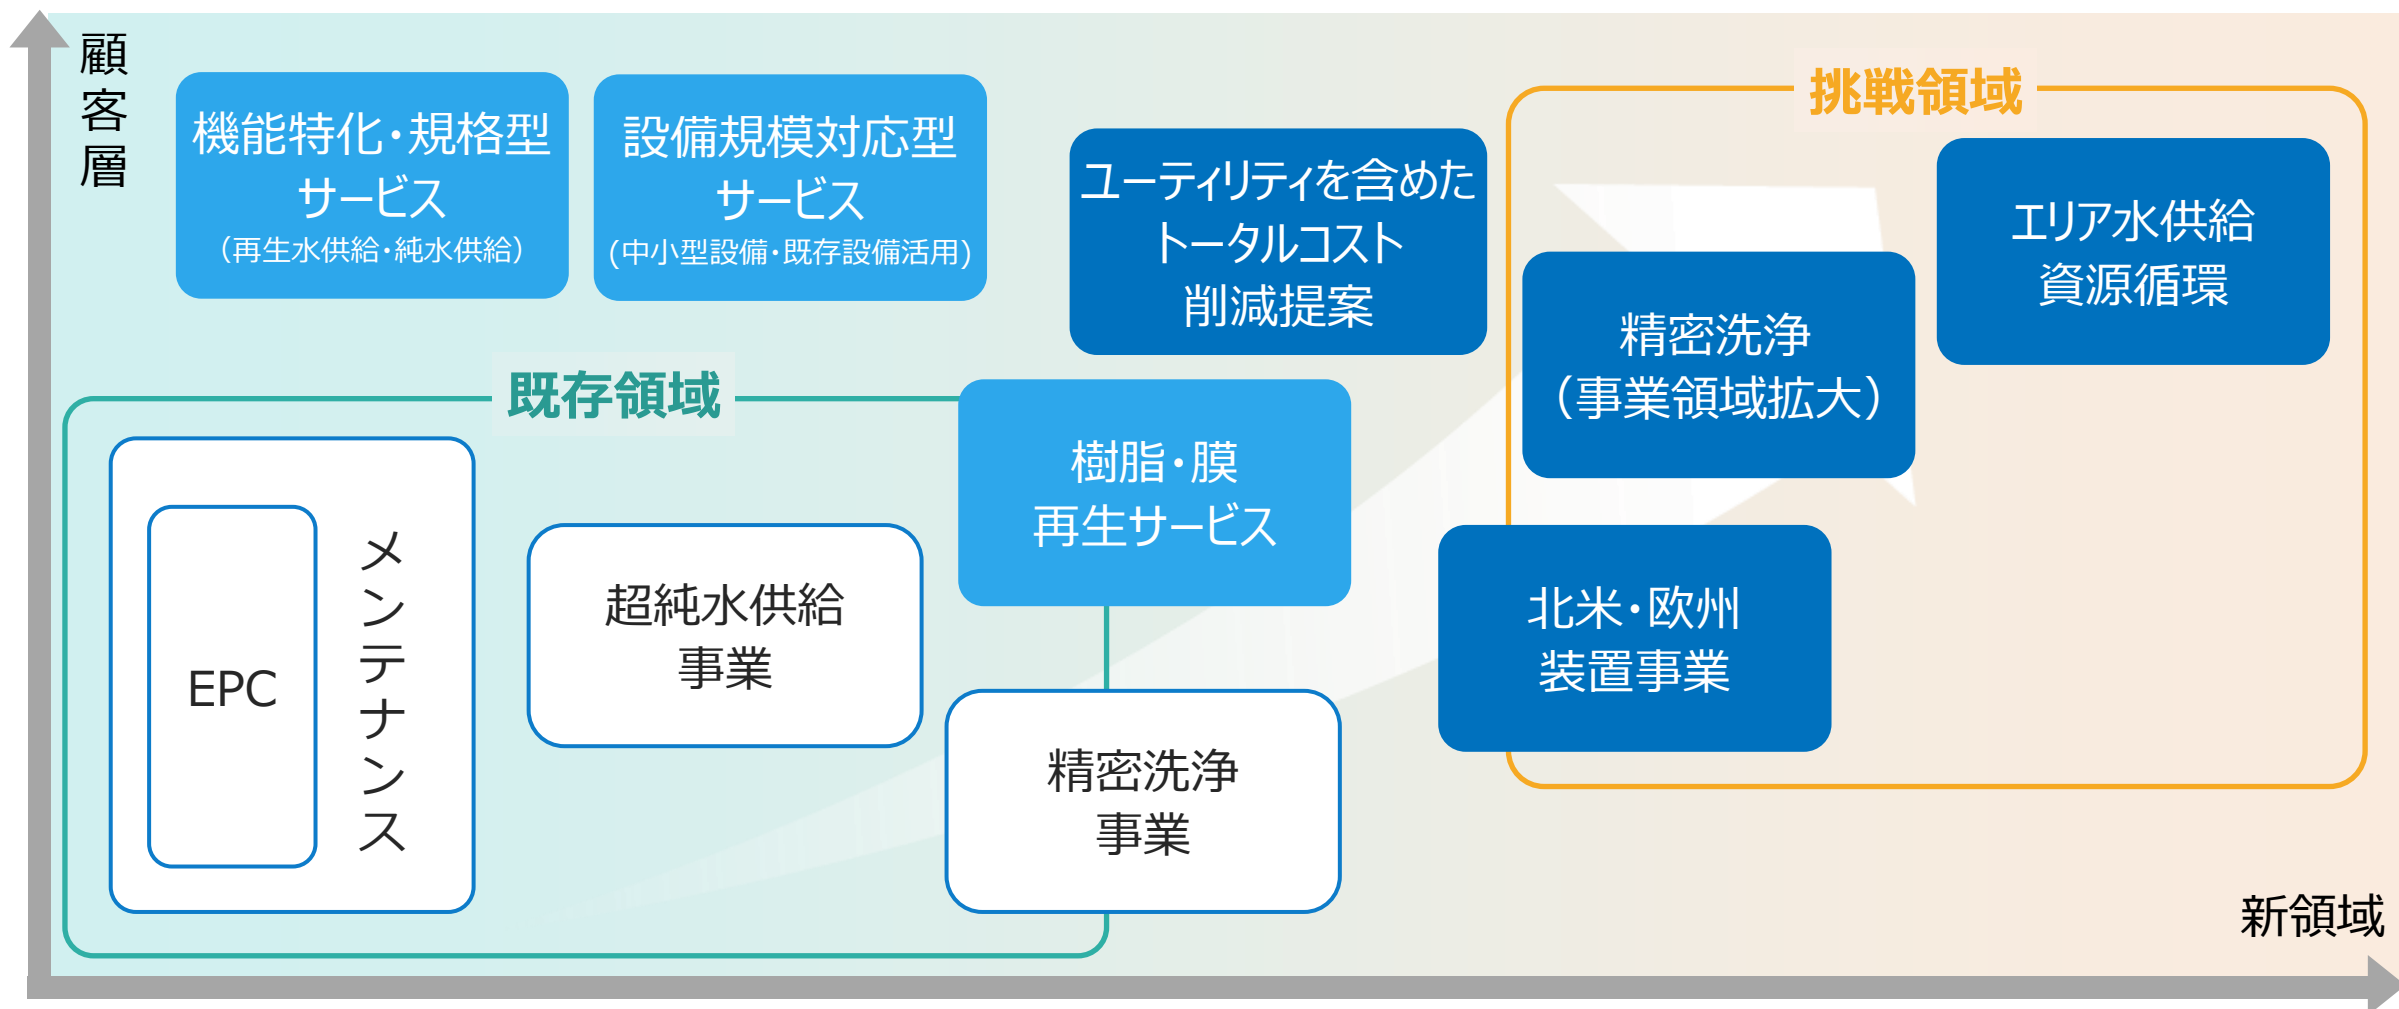 顧客層
機能特化・規格型
サービス
（再生水供給・純水供給）
設備規模対応型
サービス
(中小型設備・既存設備活用)
ユーティリティを含めた
トータルコスト
削減提案
挑戦領域
エリア水供給
資源循環
精密洗浄
（事業領域拡大）
既存領域
樹脂・膜
再生サービス
EPC
メンテナンス
超純水供給
事業
北米・欧州
装置事業
精密洗浄
事業
新領域